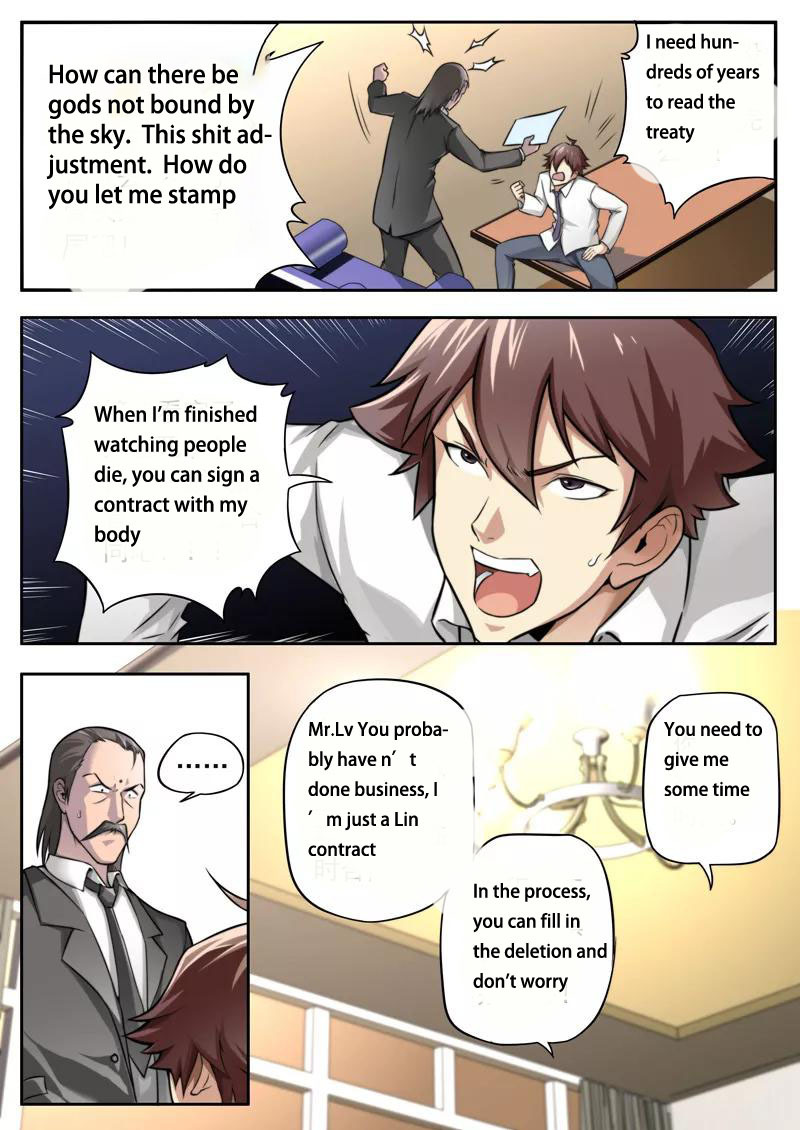 How can there be
gods not bound by
the sky. This shit ad-
justment. How do
you let me stamp
I need hun-
dreds of years
to read the
treaty
When I'm finished
watching people
die, you can sign a
contract with my
body
......
Mr.Lv You proba-
bly have n' t
done business, I
' m just a Lin
contract
You need to
give me
some time
In the process,
you can fill in
the deletion and
don't worry